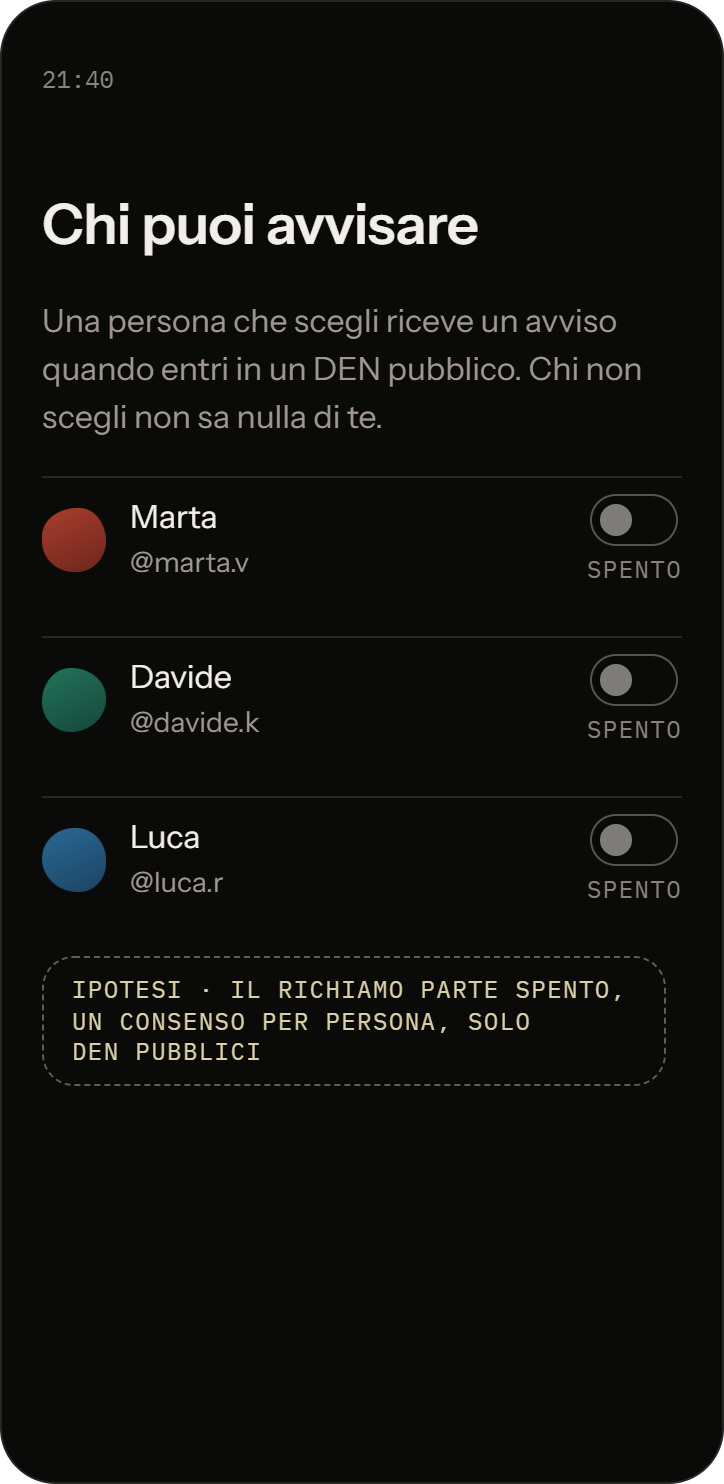 21:40
Chi puoi avvisare
Una persona che scegli riceve un avviso
quando entri in un DEN pubblico. Chi non
scegli non sa nulla di te.
Marta
@marta.v
SPENTO
Davide
@davide.k
SPENTO
Luca
@luca.r
SPENTO
IPOTESI · IL RICHIAMO PARTE SPENTO,
UN CONSENSO PER PERSONA, SOLO
DEN PUBBLICI